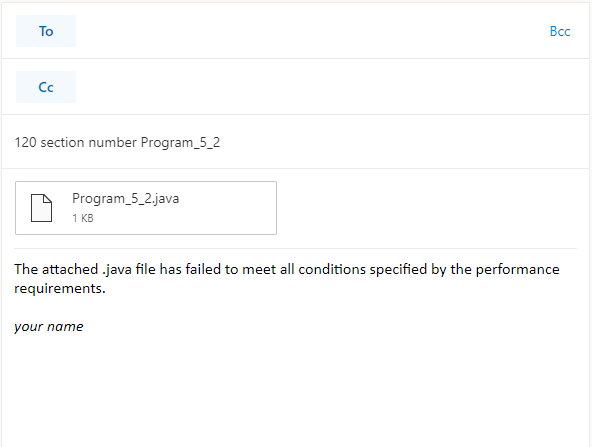 To
Bcc
Cc
120 section number Program_5_2
Program_5_2.java
1 KB
The attached .java file has failed to meet all conditions specified by the performance
requirements.
your name